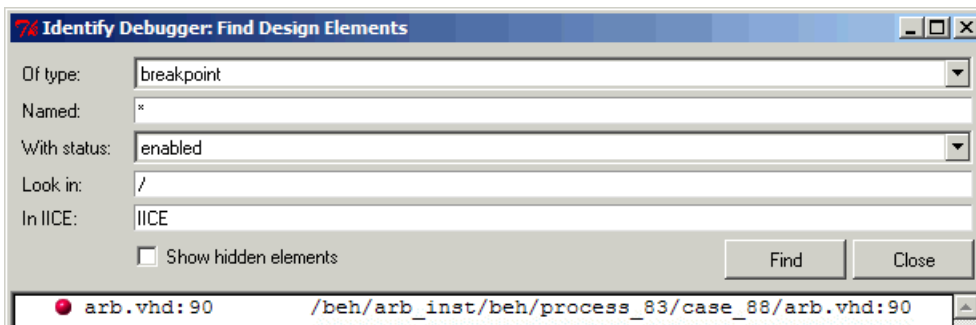 Identify Debugger: Find Design Elements
Of type: breakpoint
Named: *
With status: enabled
Look in: /
In IICE: IICE
Show hidden elements Find Close
arb.vhd:90 /beh/arb_inst/beh/process_83/case_88/arb.vhd:90